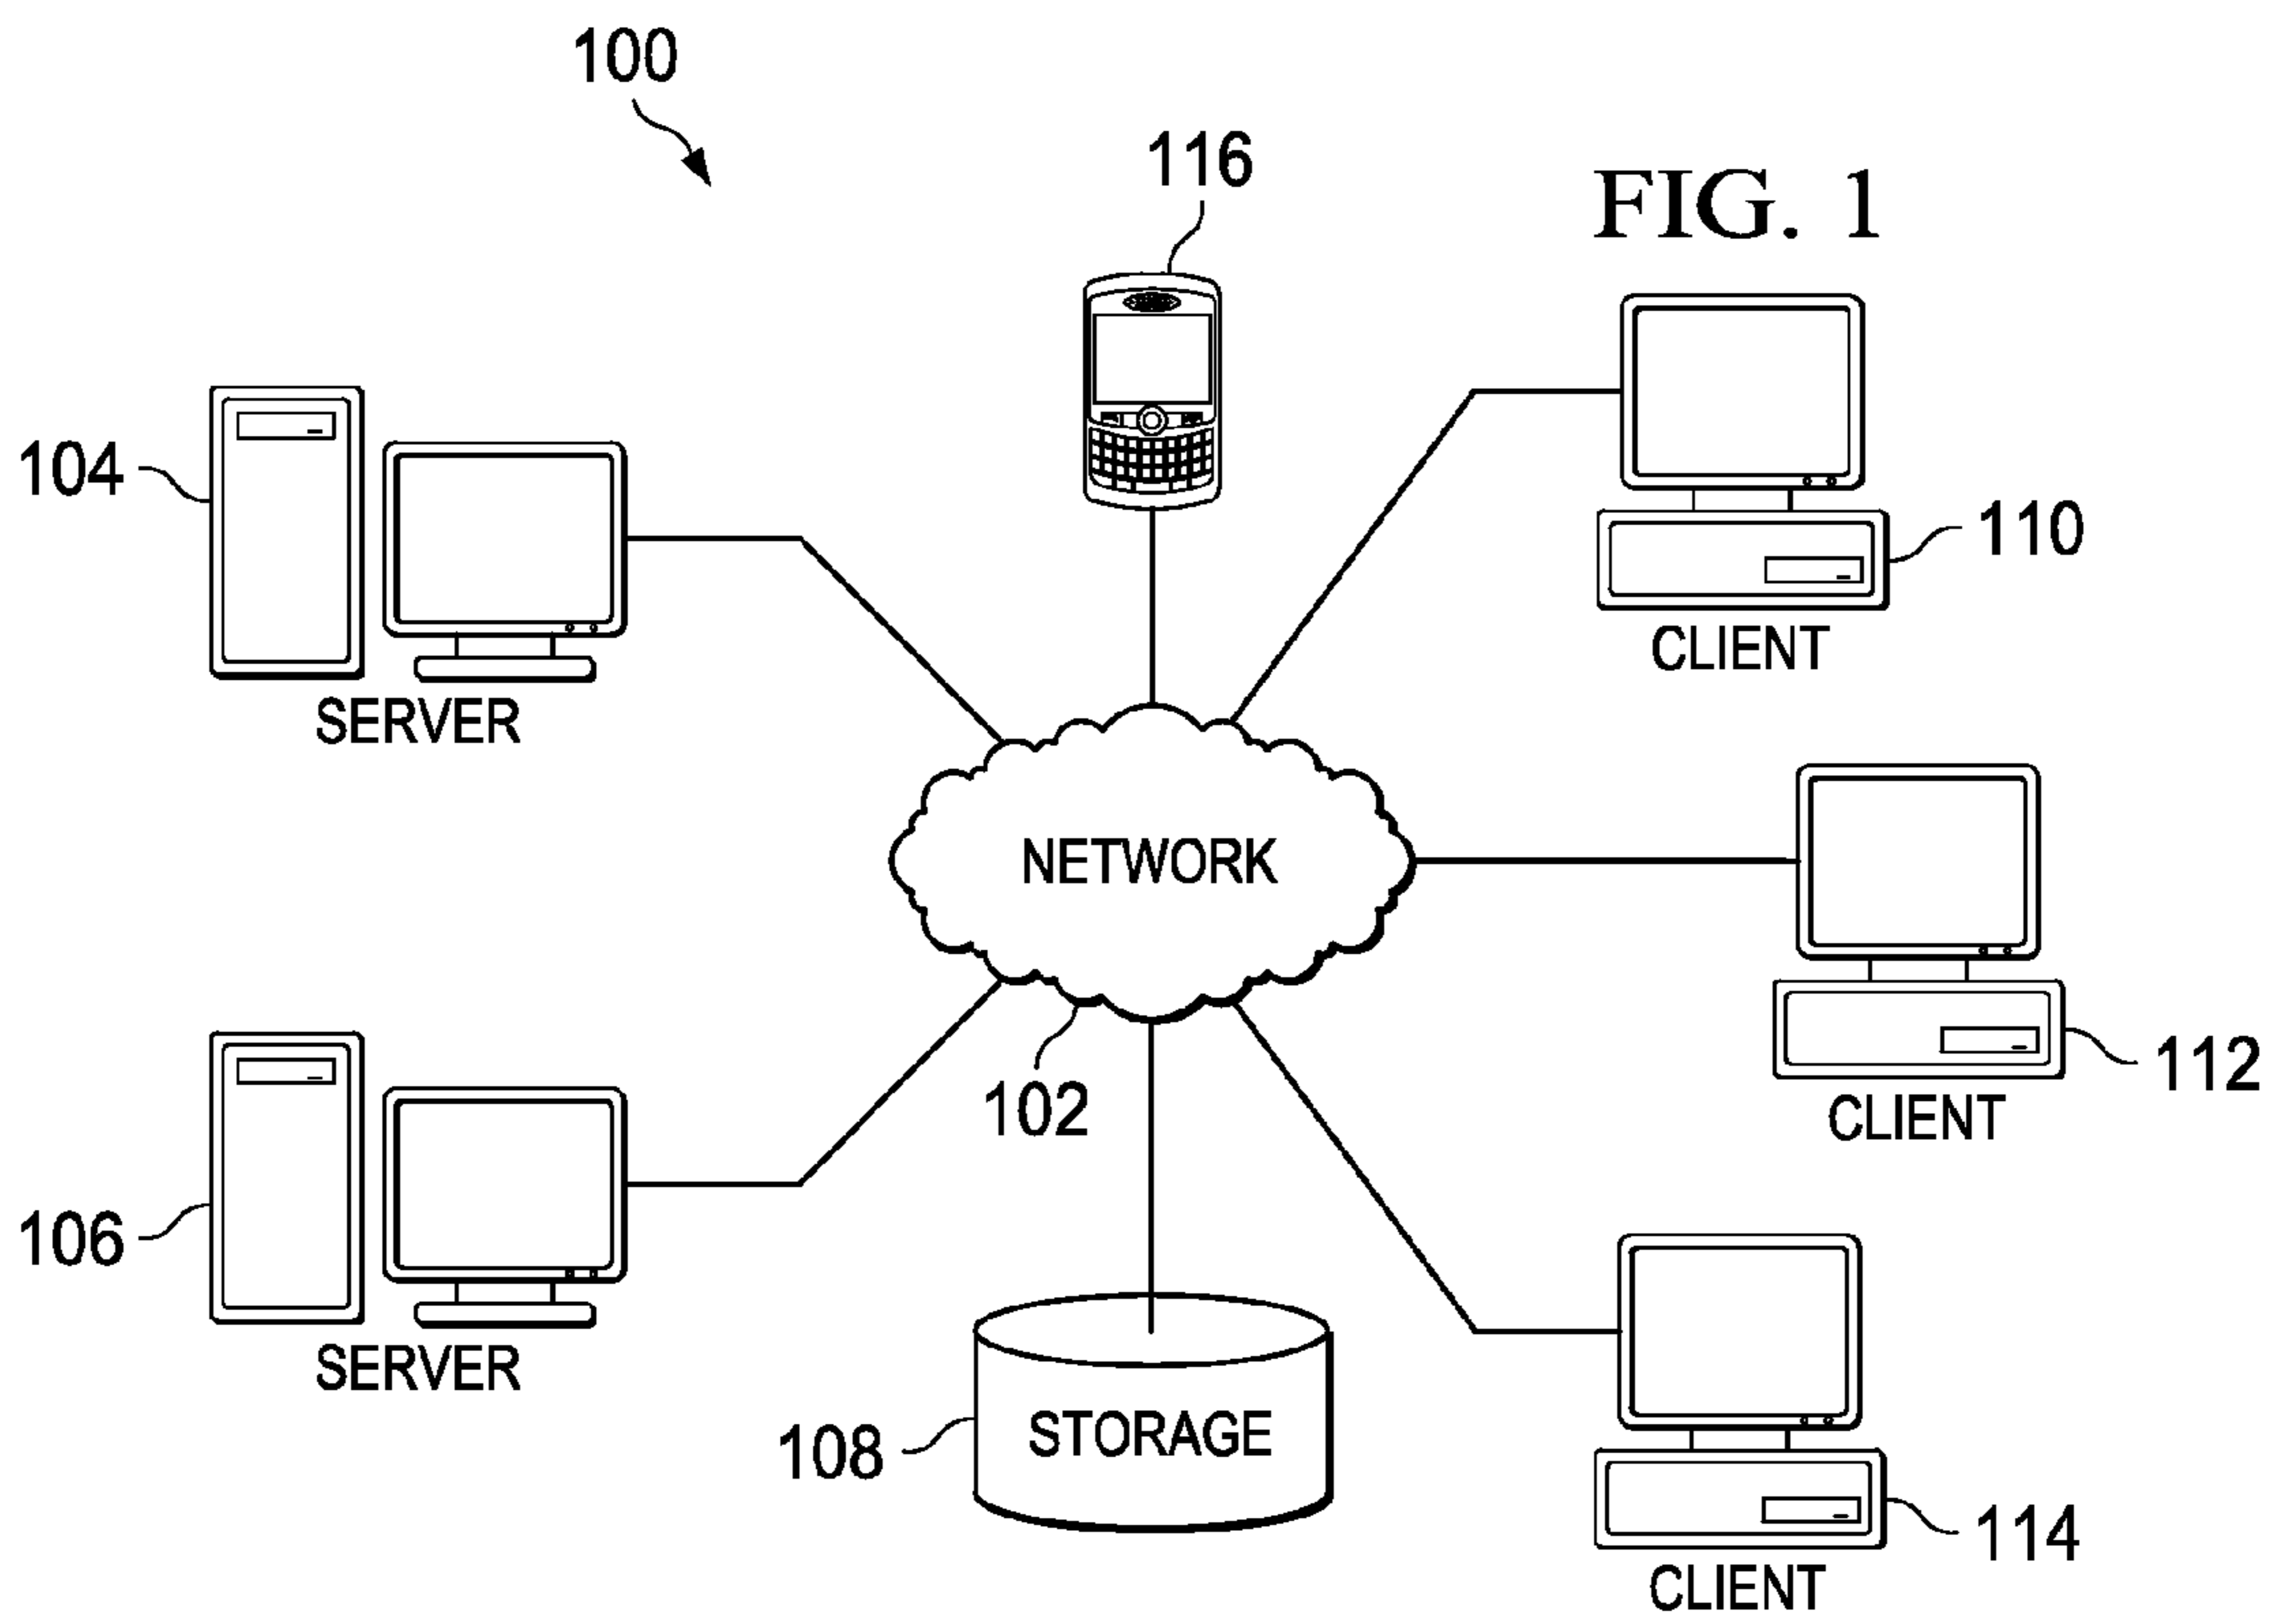 100
116
FIG. 1
104
110
CLIENT
SERVER
NETWORK
112
102
CLIENT
106
SERVER
108
STORAGE
114
CLIENT